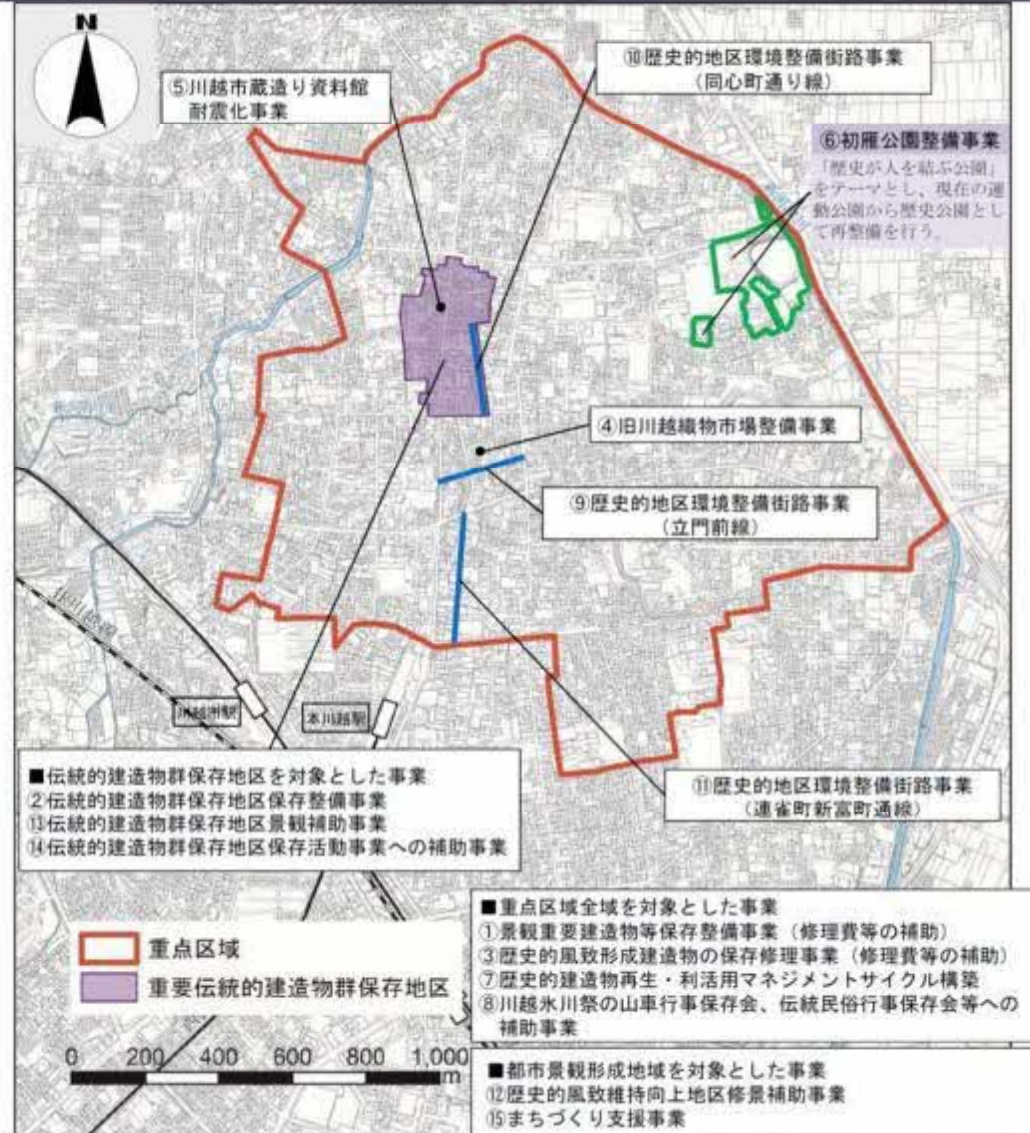 N
⑤川越市蔵造り資料館
耐震化事業
⑩歴史的地区環境整備街路事業
(同心町通り線)
⑥初雁公園整備事業
「歴史が人を結ぶ公園」
をテーマとし、現在の運
動公園から歴史公園とし
て再整備を行う。
④旧川越織物市場整備事業
⑨歴史的地区環境整備街路事業
(立門前線)
川越市駅
本川越駅
⑪歴史的地区環境整備街路事業
(連雀町新富町通線)
■伝統的建造物群保存地区を対象とした事業
②伝統的建造物群保存地区保存整備事業
⑬伝統的建造物群保存地区景観補助事業
⑭伝統的建造物群保存地区保存活動事業への補助事業
重点区域
重要伝統的建造物群保存地区
0 200 400 600 800 1,000
m
■重点区域全域を対象とした事業
①景観重要建造物等保存整備事業（修理費等の補助）
③歴史的風致形成建造物の保存修理事業（修理費等の補助）
⑦歴史的建造物再生・利活用マネジメントサイクル構築
⑧川越氷川祭の山車行事保存会、伝統民俗行事保存会等への
補助事業
■都市景観形成地域を対象とした事業
⑫歴史的風致維持向上地区修景補助事業
⑮まちづくり支援事業